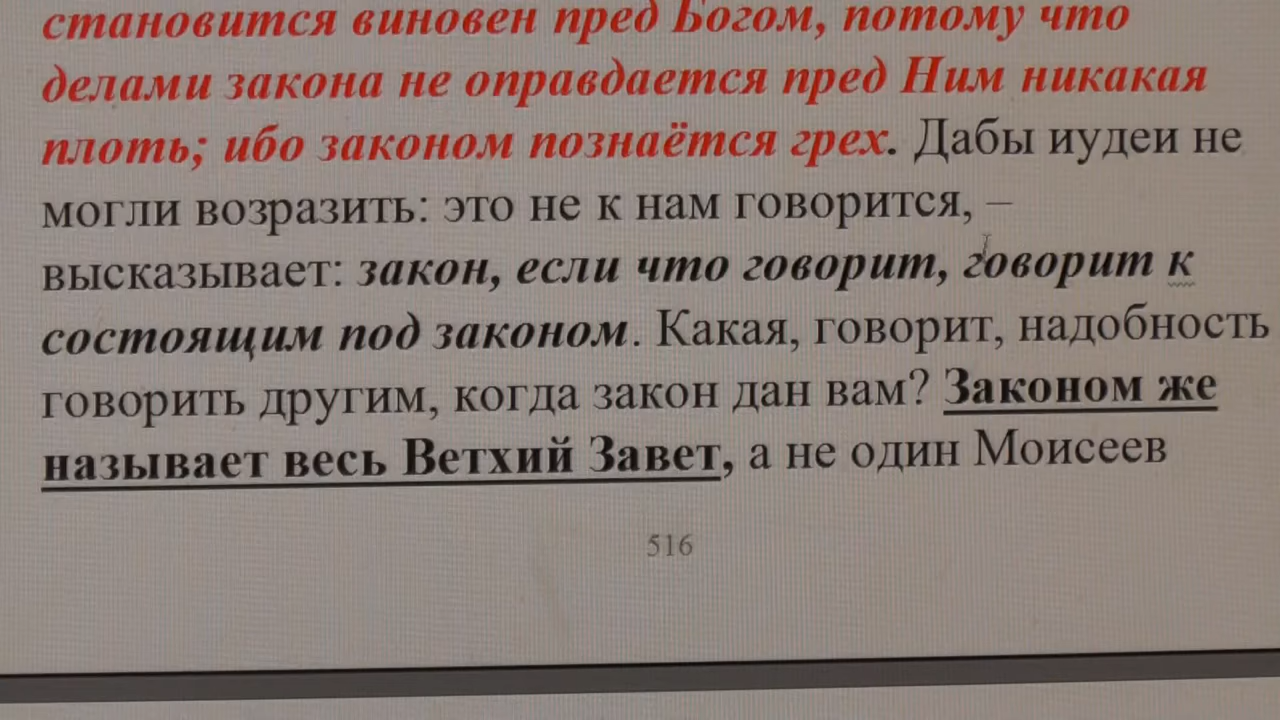 становится виновен пред Богом, потому что
делами закона не оправдается пред Ним никакая
плоть; ибо законом познаётся грех. Дабы иудеи не
могли возразить: это не к нам говорится, –
высказывает: закон, если что говорит, говорит к
состоящим под законом. Какая, говорит, надобность
говорить другим, когда закон дан вам? Законом же
называет весь Ветхий Завет, а не один Моисеев
516